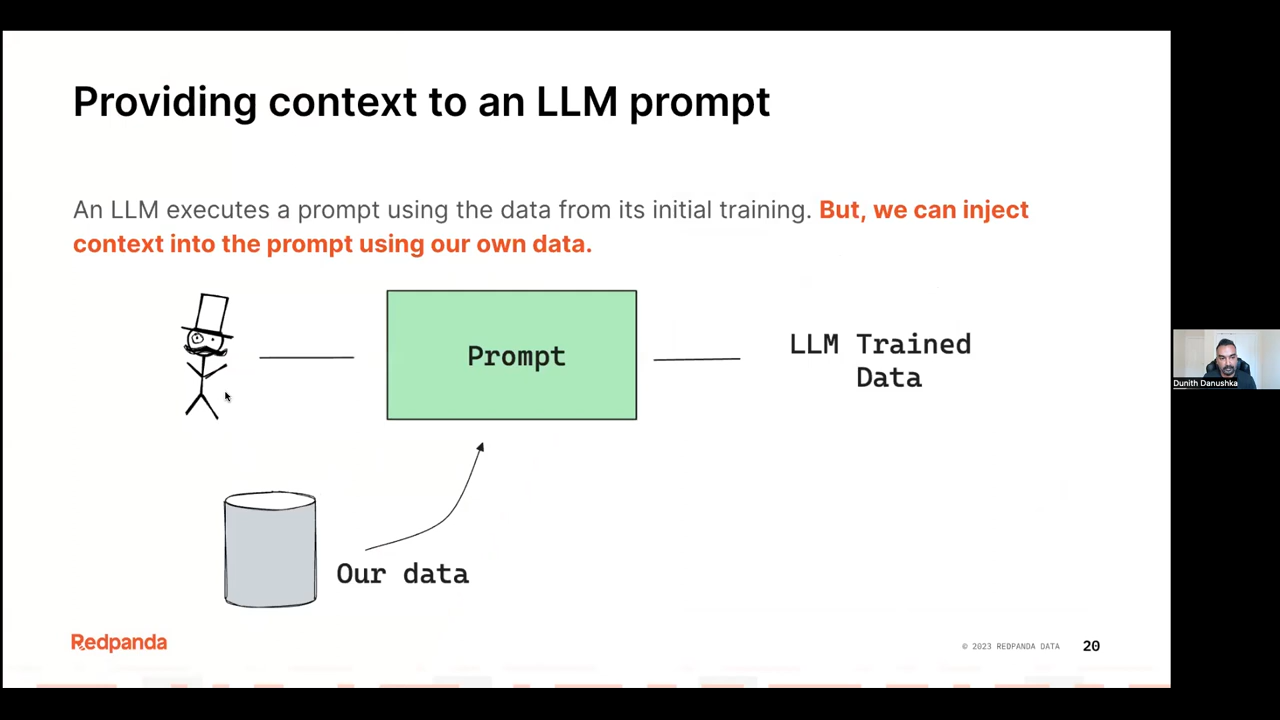 Providing context to an LLM prompt
An LLM executes a prompt using the data from its initial training. But, we can inject
context into the prompt using our own data.
Prompt
LLM Trained
Data
Our data
Dunith Danushka
Redpanda
© 2023 REDPANDA DATA
20